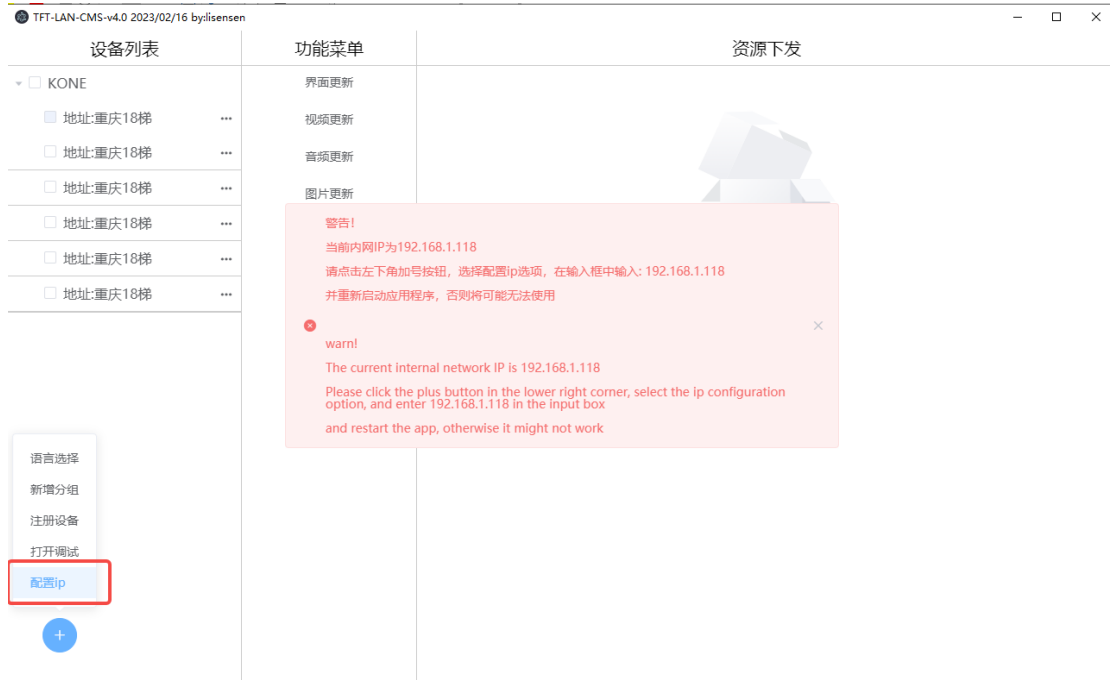 TFT-LAN-CMS-v4.0 2023/02/16 by:lisensen
设备列表
功能菜单
资源下发
KONE
地址:重庆18梯
地址:重庆18梯
地址:重庆18梯
地址:重庆18梯
地址:重庆18梯
地址:重庆18梯
界面更新
视频更新
音频更新
图片更新
警告!
当前内网IP为192.168.1.118
请点击左下角加号按钮，选择配置ip选项，在输入框中输入: 192.168.1.118
并重新启动应用程序，否则将可能无法使用
warn!
The current internal network IP is 192.168.1.118
Please click the plus button in the lower right corner, select the ip configuration
option, and enter 192.168.1.118 in the input box
and restart the app, otherwise it might not work
语言选择
新增分组
注册设备
打开调试
配置ip